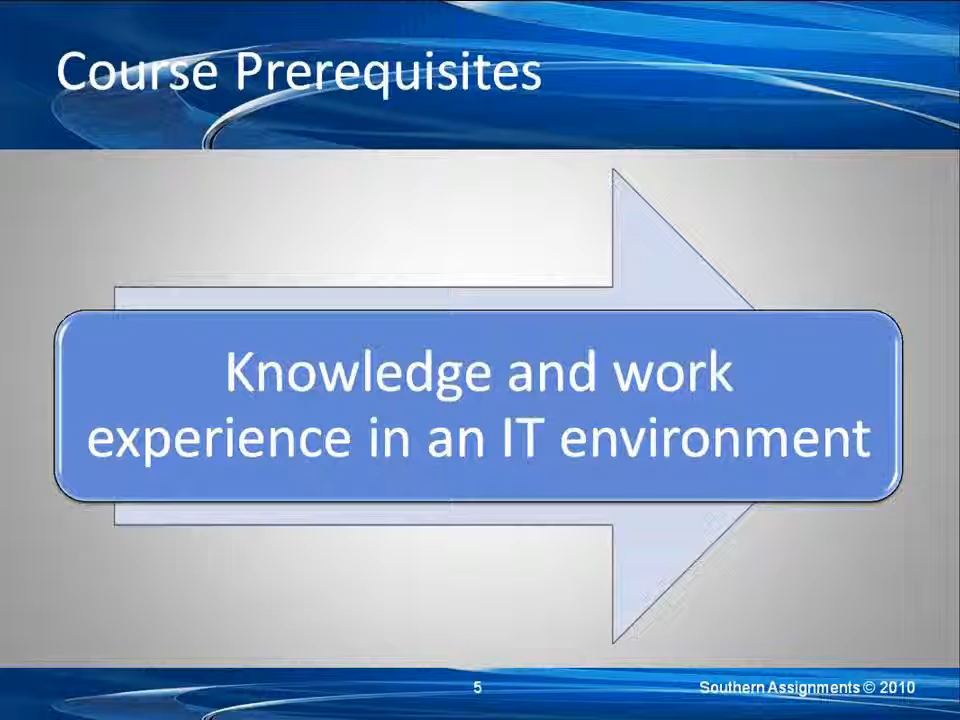 Course Prerequisites
Knowledge and work
experience in an IT environment
5
Southern Assignments © 2010